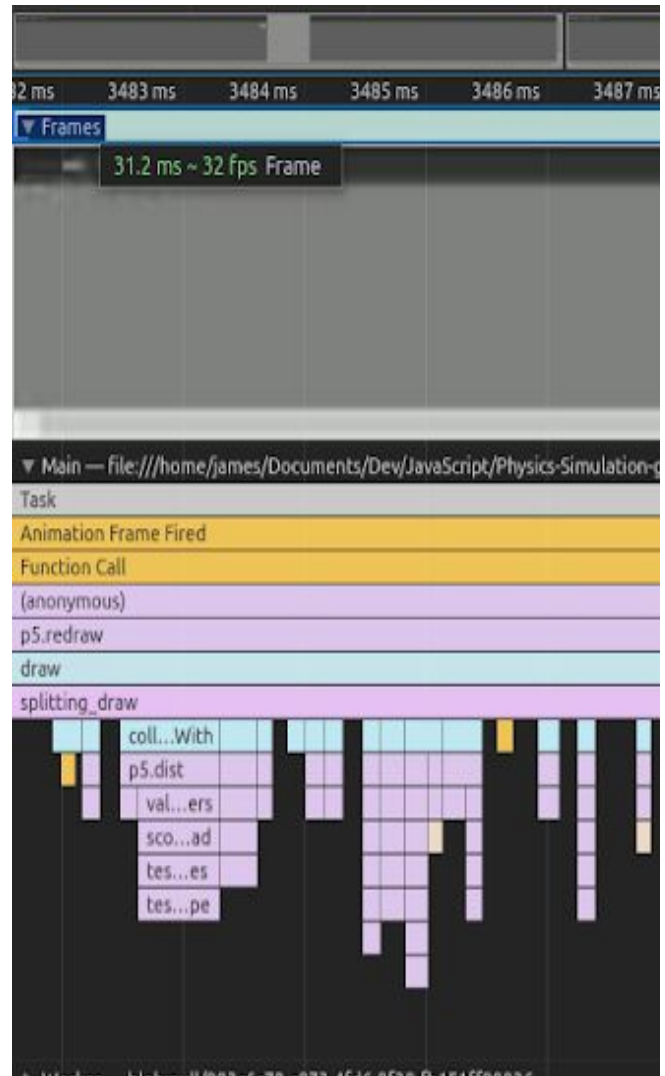 32 ms 3483 ms 3484 ms 3485 ms 3486 ms 3487 ms
▼ Frames
31.2 ms ~ 32 fps Frame
▼ Main — file:///home/james/Documents/Dev/JavaScript/Physics-Simulation-g
Task
Animation Frame Fired
Function Call
(anonymous)
p5.redraw
draw
splitting_draw
coll...With
p5.dist
val...ers
sco...ad
tes...es
tes...pe